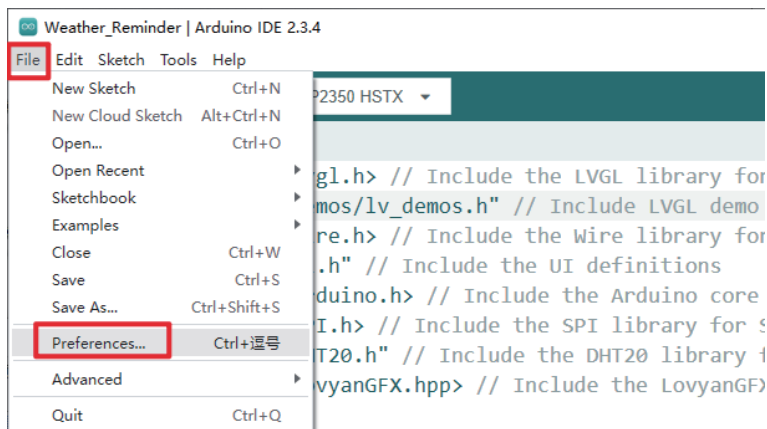 Weather_Reminder | Arduino IDE 2.3.4
File Edit Sketch Tools Help
New Sketch Ctrl+N
New Cloud Sketch Alt+Ctrl+N
Open... Ctrl+O
Open Recent
Sketchbook
Examples
Close Ctrl+W
Save Ctrl+S
Save As... Ctrl+Shift+S
Preferences... Ctrl+逗号
Advanced
Quit Ctrl+Q
P2350 HSTX
gl.h> // Include the LVGL library for
mos/lv_demos.h" // Include LVGL demo
re.h> // Include the Wire library for
.h" // Include the UI definitions
duino.h> // Include the Arduino core
I.h> // Include the SPI library for S
HT20.h" // Include the DHT20 library f
ovyanGFX.hpp> // Include the LovyanGFX